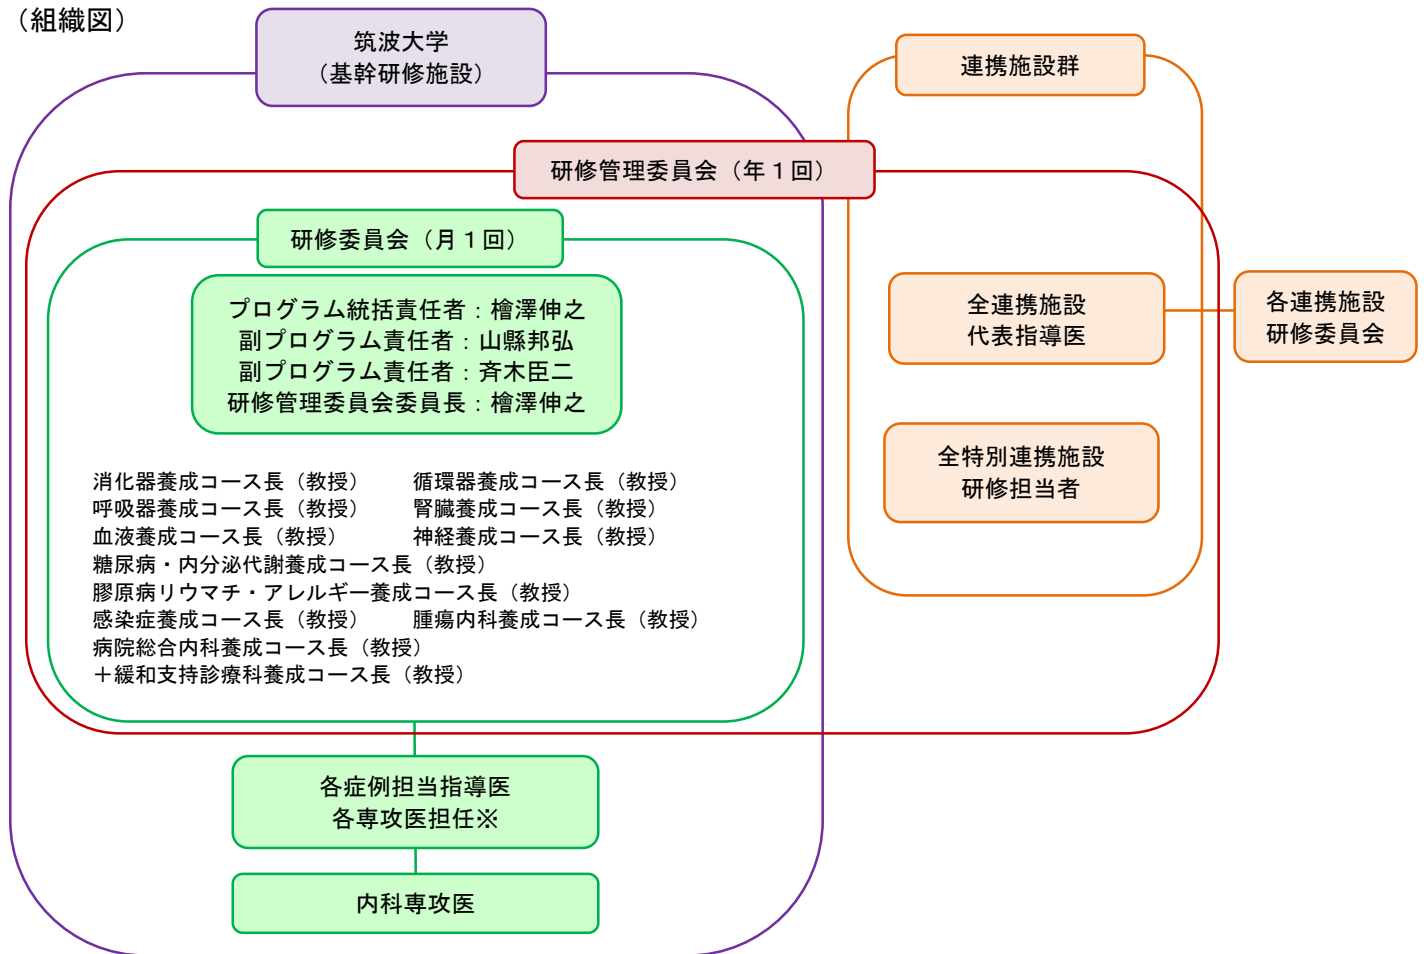 （組織図）
筑波大学
（基幹研修施設）
連携施設群
研修管理委員会（年１回）
研修委員会（月１回）
プログラム統括責任者：檜澤伸之
副プログラム責任者：山縣邦弘
副プログラム責任者：斉木臣二
研修管理委員会委員長：檜澤伸之
消化器養成コース長（教授）　　循環器養成コース長（教授）
呼吸器養成コース長（教授）　　腎臓養成コース長（教授）
血液養成コース長（教授）　　　神経養成コース長（教授）
糖尿病・内分泌代謝養成コース長（教授）
膠原病リウマチ・アレルギー養成コース長（教授）
感染症養成コース長（教授）　　腫瘍内科養成コース長（教授）
病院総合内科養成コース長（教授）
＋緩和支持診療科養成コース長（教授）
全連携施設
代表指導医
各連携施設
研修委員会
全特別連携施設
研修担当者
各症例担当指導医
各専攻医担任※
内科専攻医